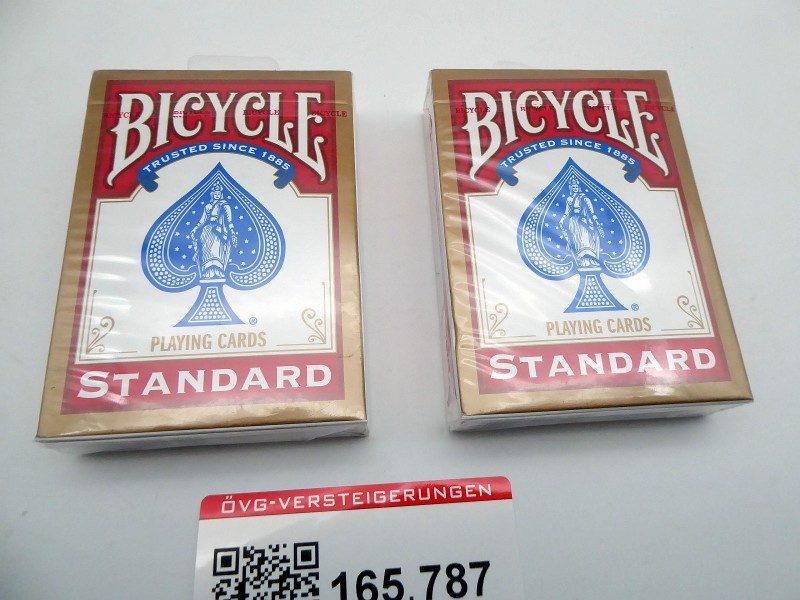 BICYCLE
TRUSTED SINCE 1885
®
PLAYING CARDS
STANDARD
BICYCLE
TRUSTED SINCE 1885
®
PLAYING CARDS
STANDARD
ÖVG-VERSTEIGERUNGEN
165.787